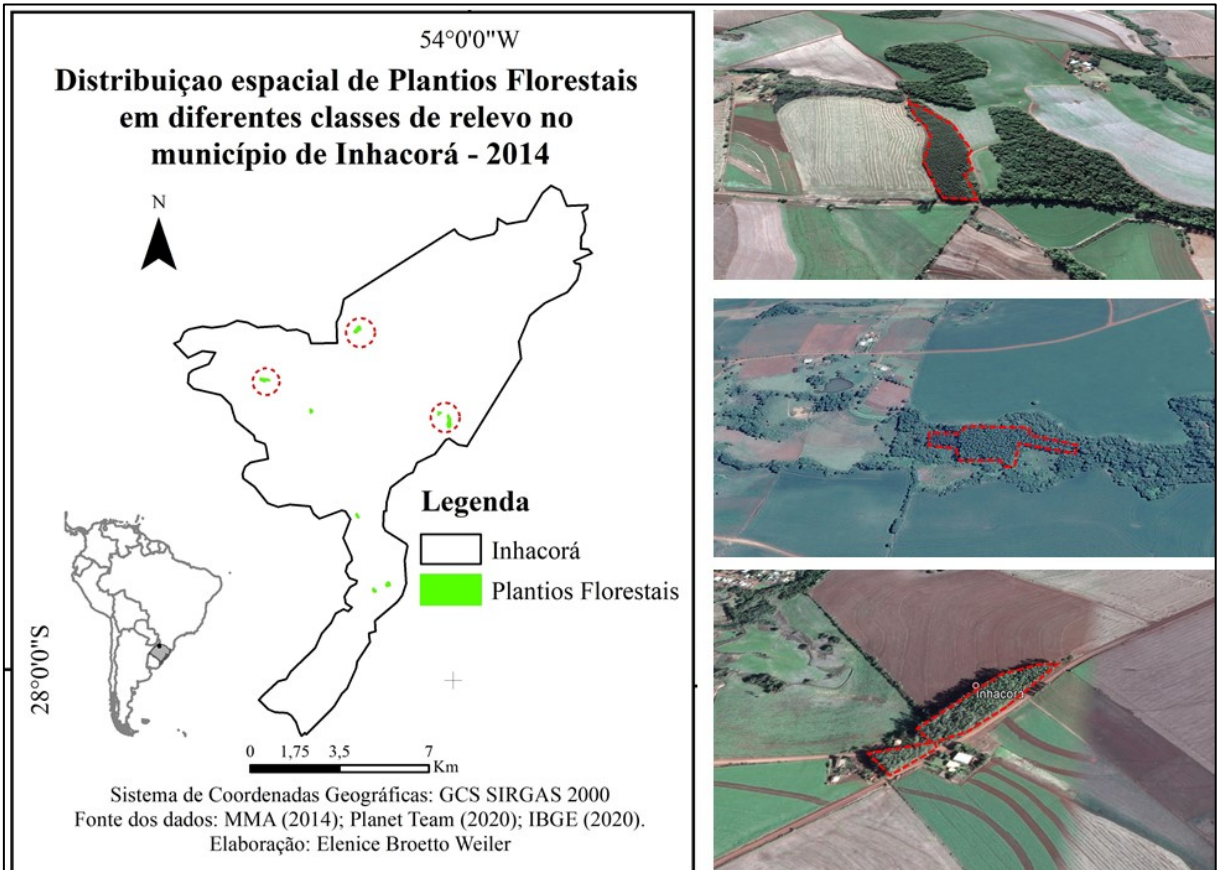 54°0'0"W
Distribuiçao espacial de Plantios Florestais
em diferentes classes de relevo no
município de Inhacorá - 2014
N
Legenda
Inhacorá
Plantios Florestais
28°0'0"S
0 1,75 3,5 7
Km
Sistema de Coordenadas Geográficas: GCS SIRGAS 2000
Fonte dos dados: MMA (2014); Planet Team (2020); IBGE (2020).
Elaboração: Elenice Broetto Weiler
Inhacorá